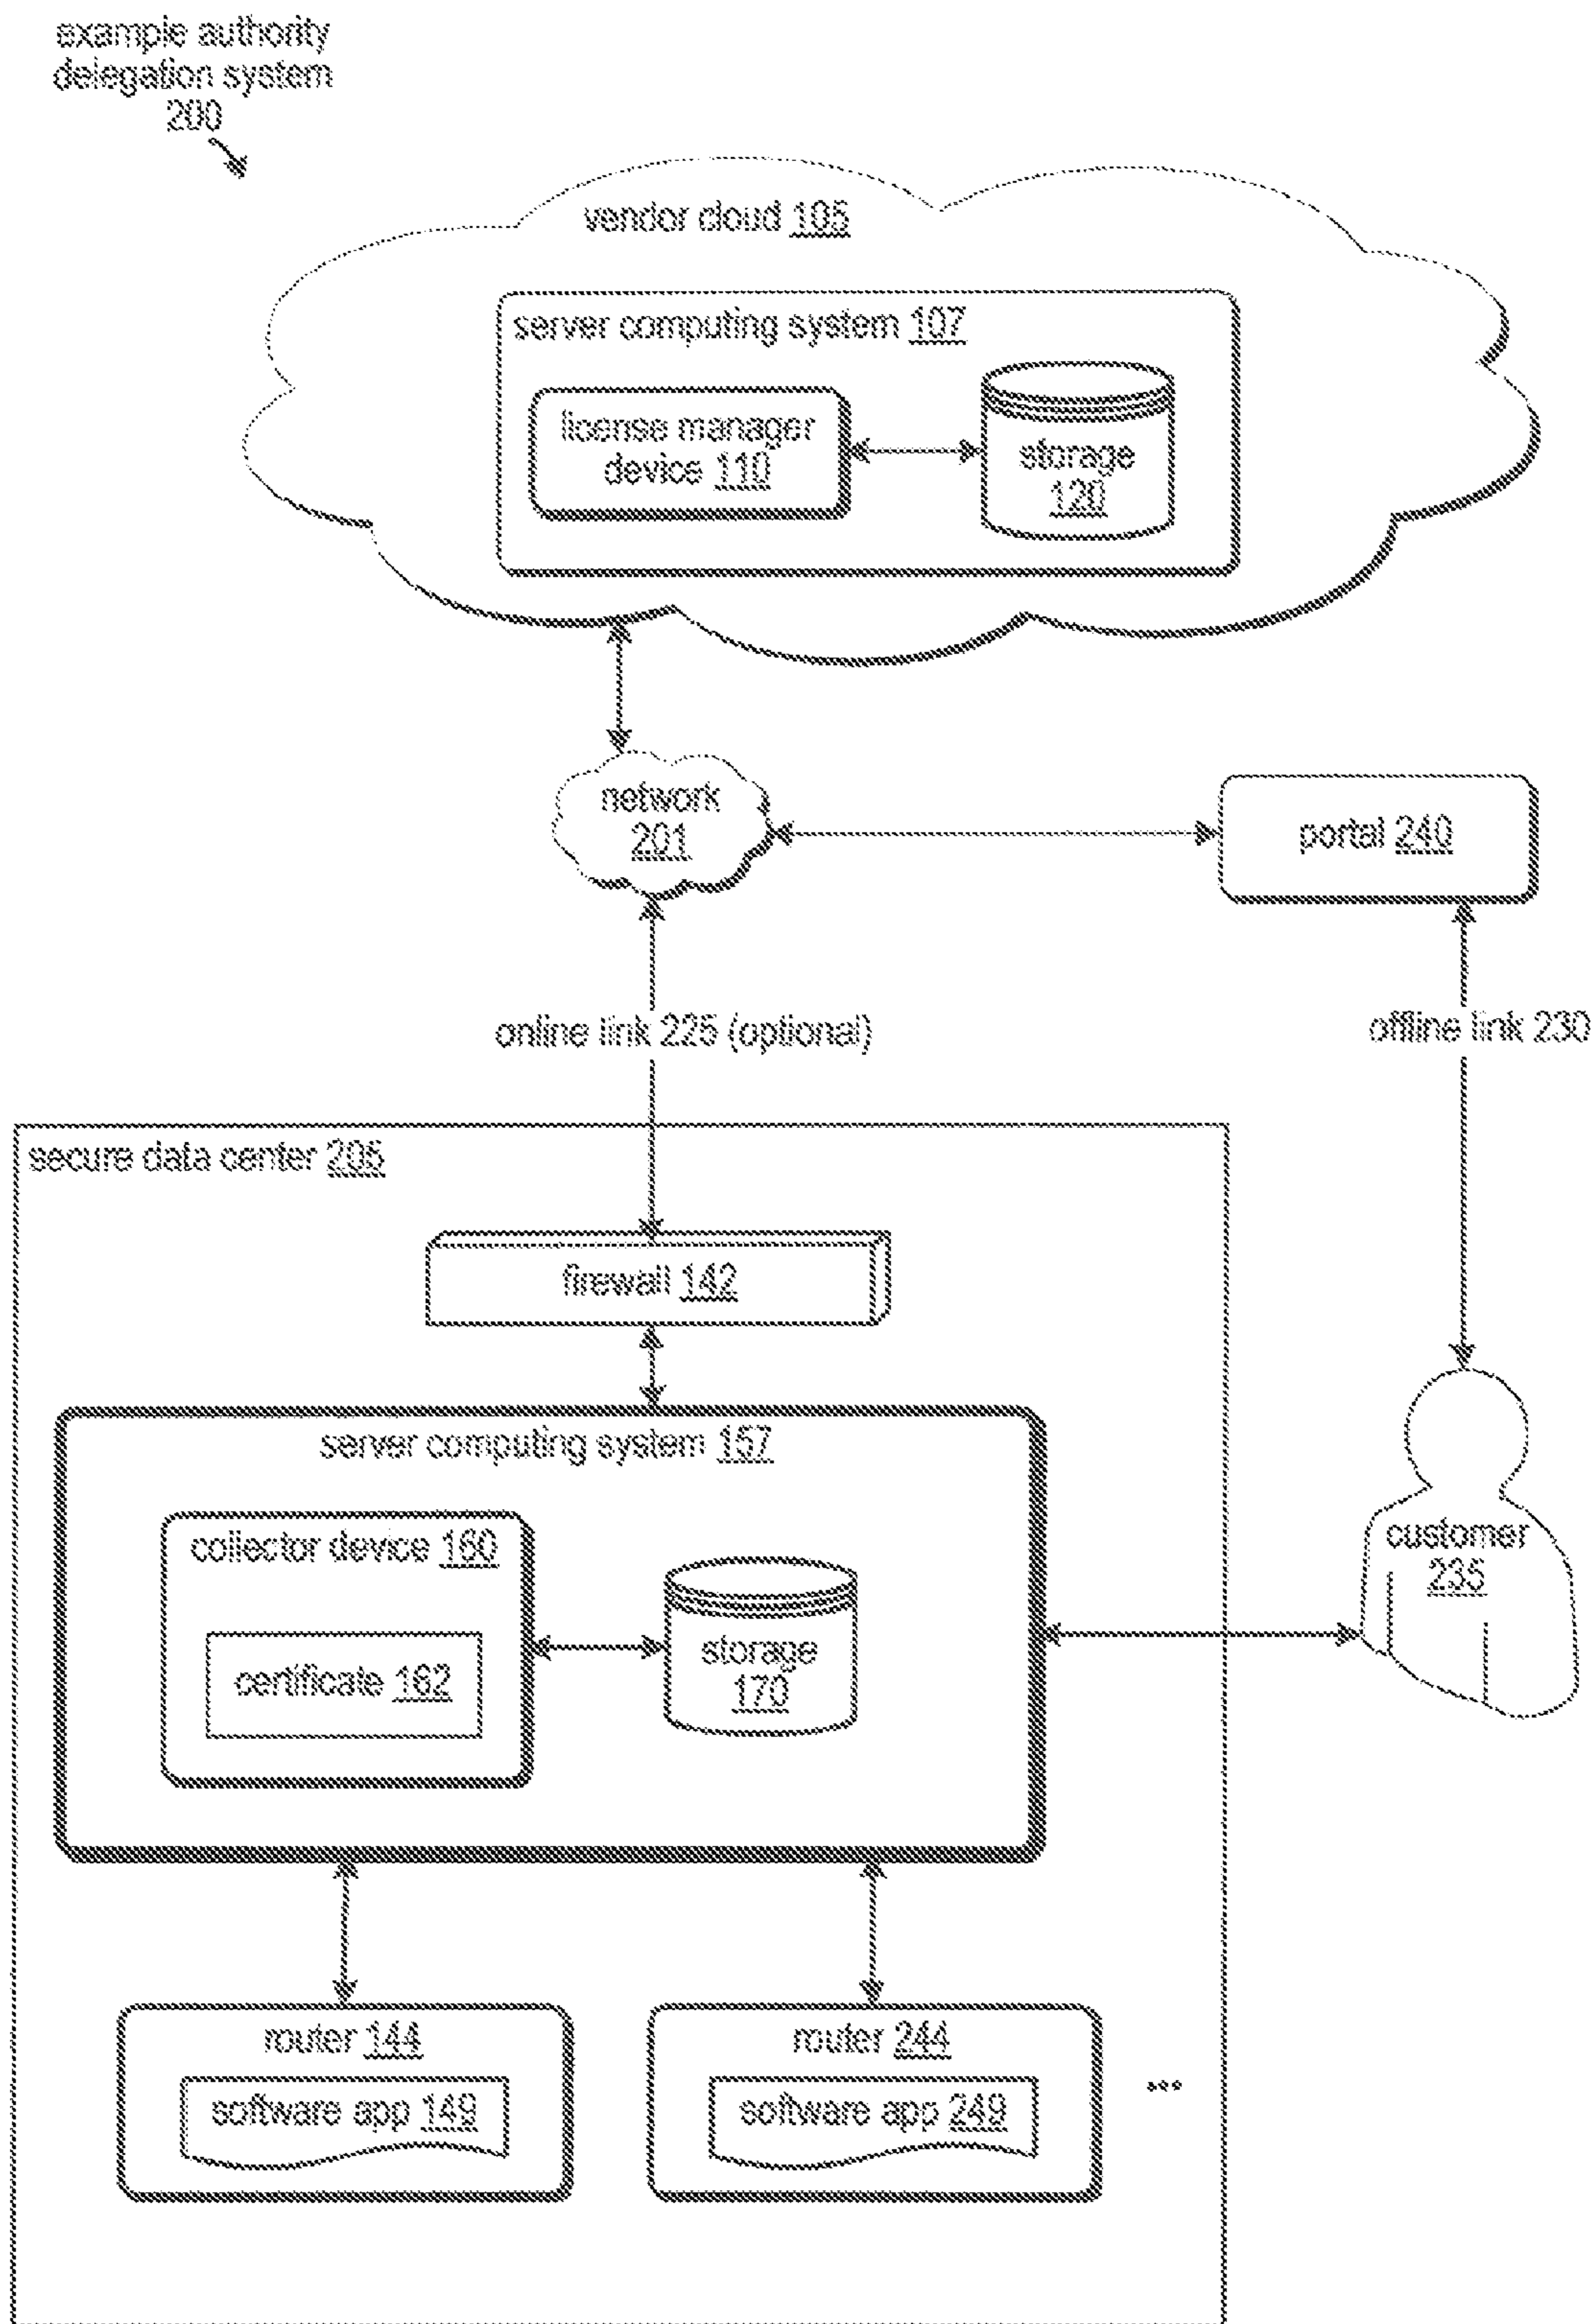 example authority
delegation system
200
vendor cloud 105
server computing system 107
license manager
device 110
storage
120
network
201
portal 240
online link 225 (optional)
offline link 230
secure data center 205
firewall 142
server computing system 157
collector device 160
certificate 162
storage
170
customer
235
router 144
software app 149
router 244
software app 249
...